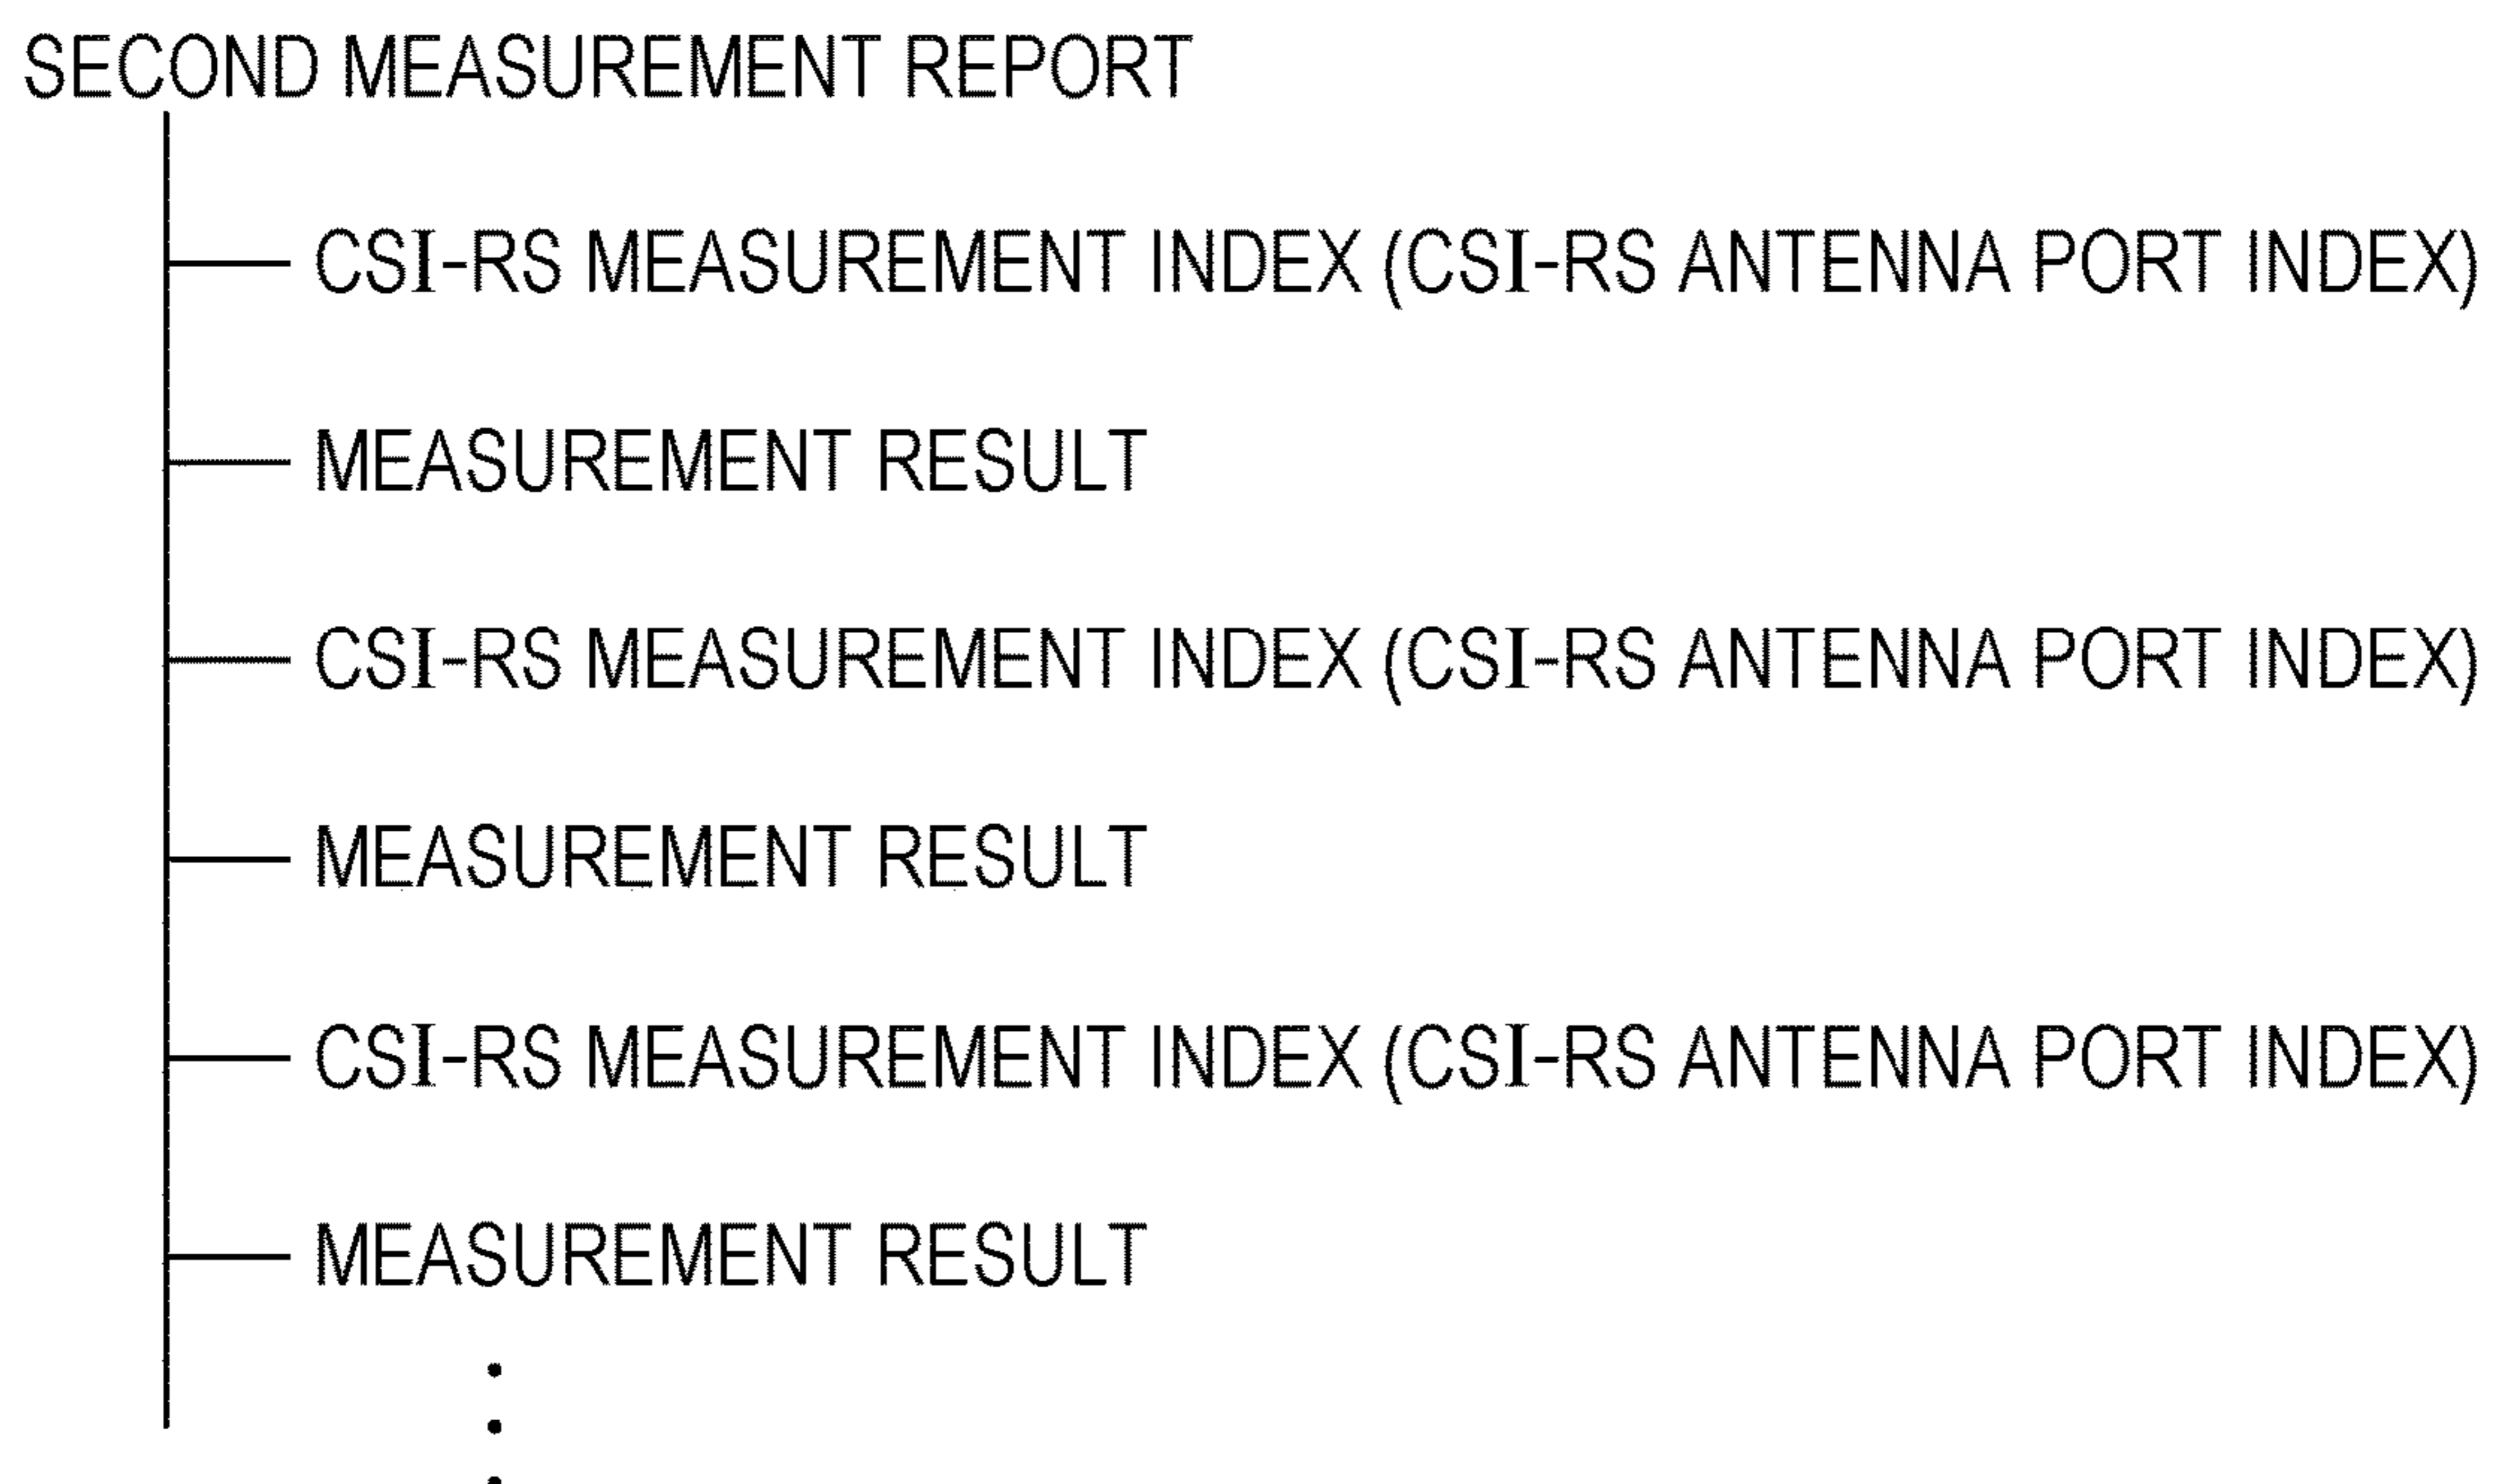 SECOND MEASUREMENT REPORT
CSI-RS MEASUREMENT INDEX (CSI-RS ANTENNA PORT INDEX)
MEASUREMENT RESULT
CSI-RS MEASUREMENT INDEX (CSI-RS ANTENNA PORT INDEX)
MEASUREMENT RESULT
CSI-RS MEASUREMENT INDEX (CSI-RS ANTENNA PORT INDEX)
MEASUREMENT RESULT